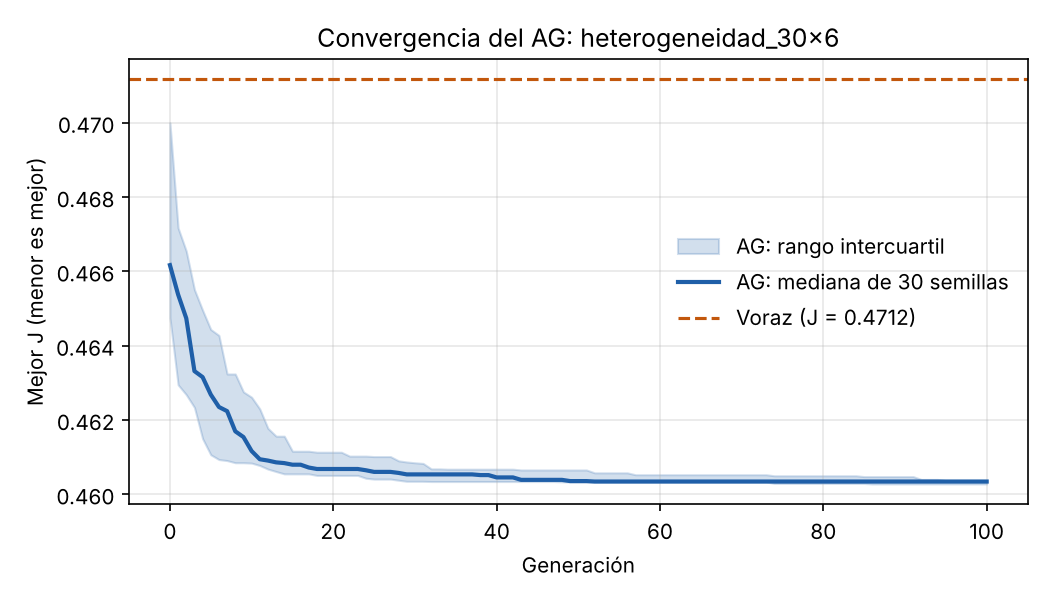 Convergencia del AG: heterogeneidad_30×6
Mejor J (menor es mejor)
0.470
0.468
0.466
0.464
0.462
0.460
AG: rango intercuartil
AG: mediana de 30 semillas
Voraz (J = 0.4712)
0
20
40
60
80
100
Generación